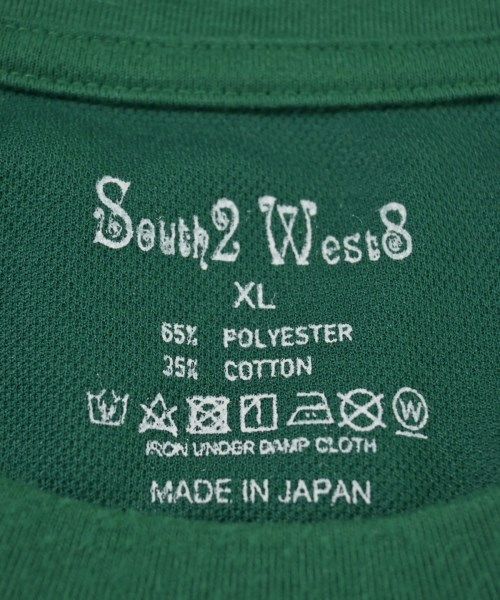 South2 West8
XL
65% POLYESTER
35% COTTON
W
IRON UNDER DAMP CLOTH
MADE IN JAPAN